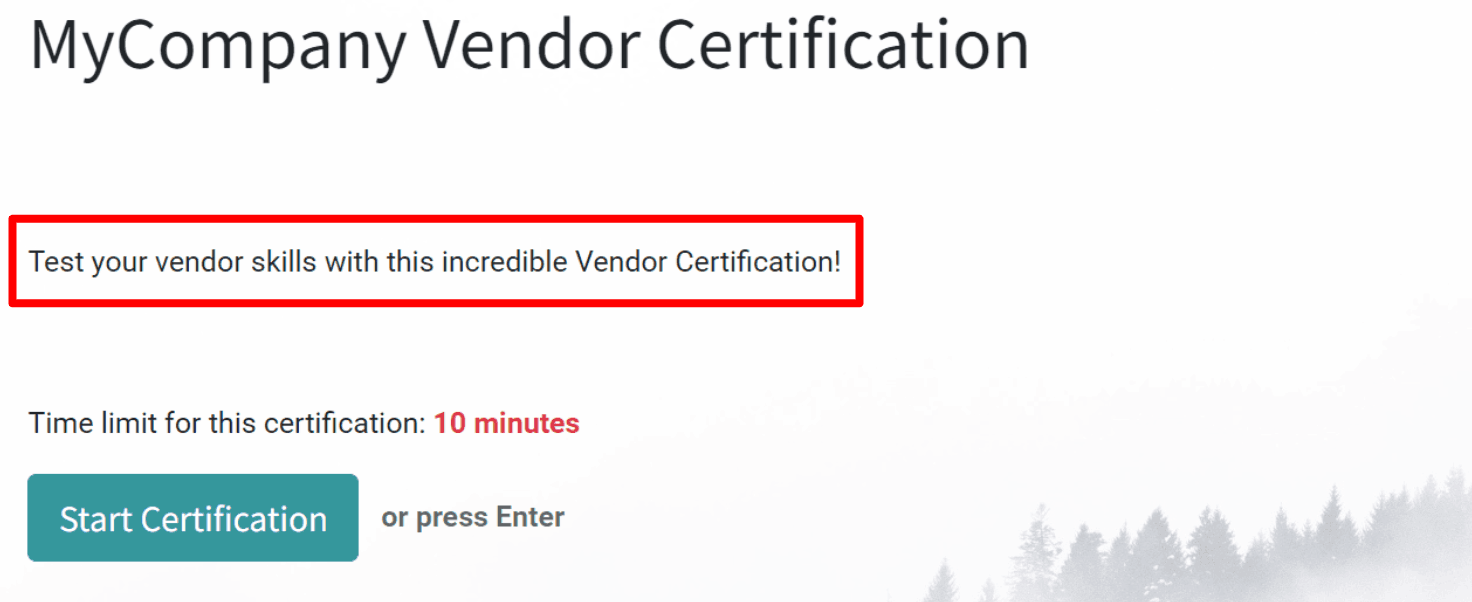 MyCompany Vendor Certification
Test your vendor skills with this incredible Vendor Certification!
Time limit for this certification: 10 minutes
Start Certification or press Enter